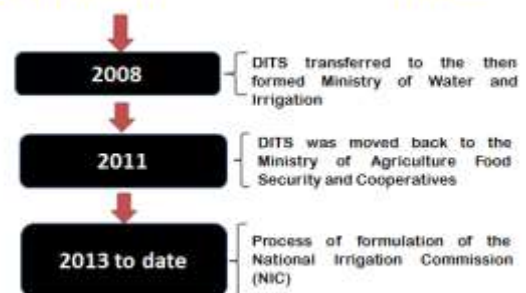 2008
DITS transferred to the then
formed Ministry of Water and
Irrigation
2011
DITS was moved back to the
Ministry of Agriculture Food
Security and Cooperatives
2013 to date
Process of formulation of the
National Irrigation Commission
(NIC)